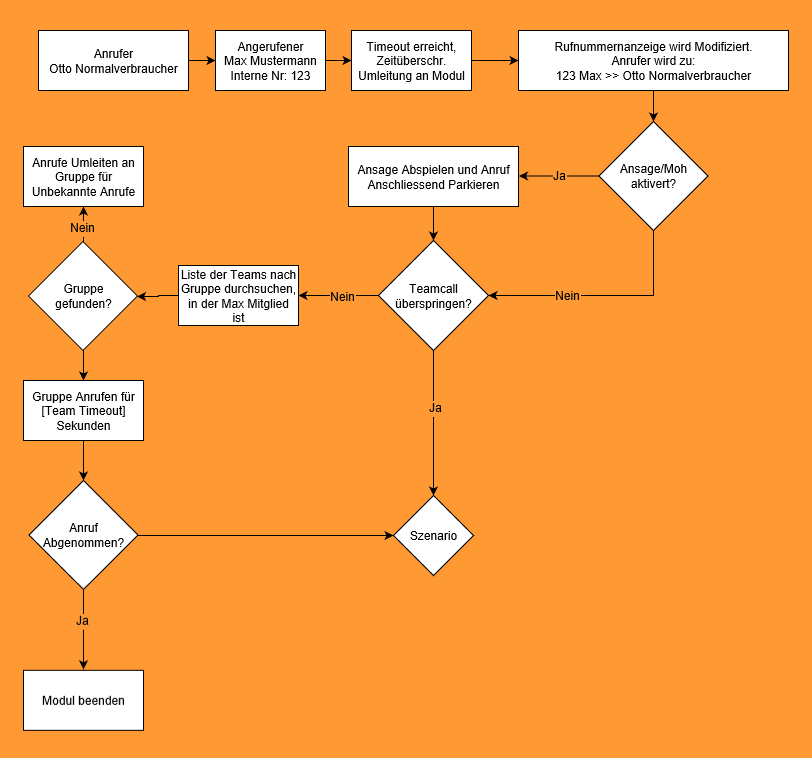 Anrufer
Otto Normalverbraucher
Angerufener
Max Mustermann
Interne Nr: 123
Timeout erreicht,
Zeitüberschr.
Umleitung an Modul
Rufnummernanzeige wird Modifiziert.
Anrufer wird zu:
123 Max >> Otto Normalverbraucher
Ansage/Moh
aktivert?
Ja
Ansage Abspielen und Anruf
Anschliessend Parkieren
Nein
Teamcall
überspringen?
Nein
Liste der Teams nach
Gruppe durchsuchen,
in der Max Mitglied
ist
Gruppe
gefunden?
Nein
Anrufe Umleiten an
Gruppe für
Unbekannte Anrufe
Gruppe Anrufen für
[Team Timeout]
Sekunden
Ja
Anruf
Abgenommen?
Szenario
Ja
Modul beenden